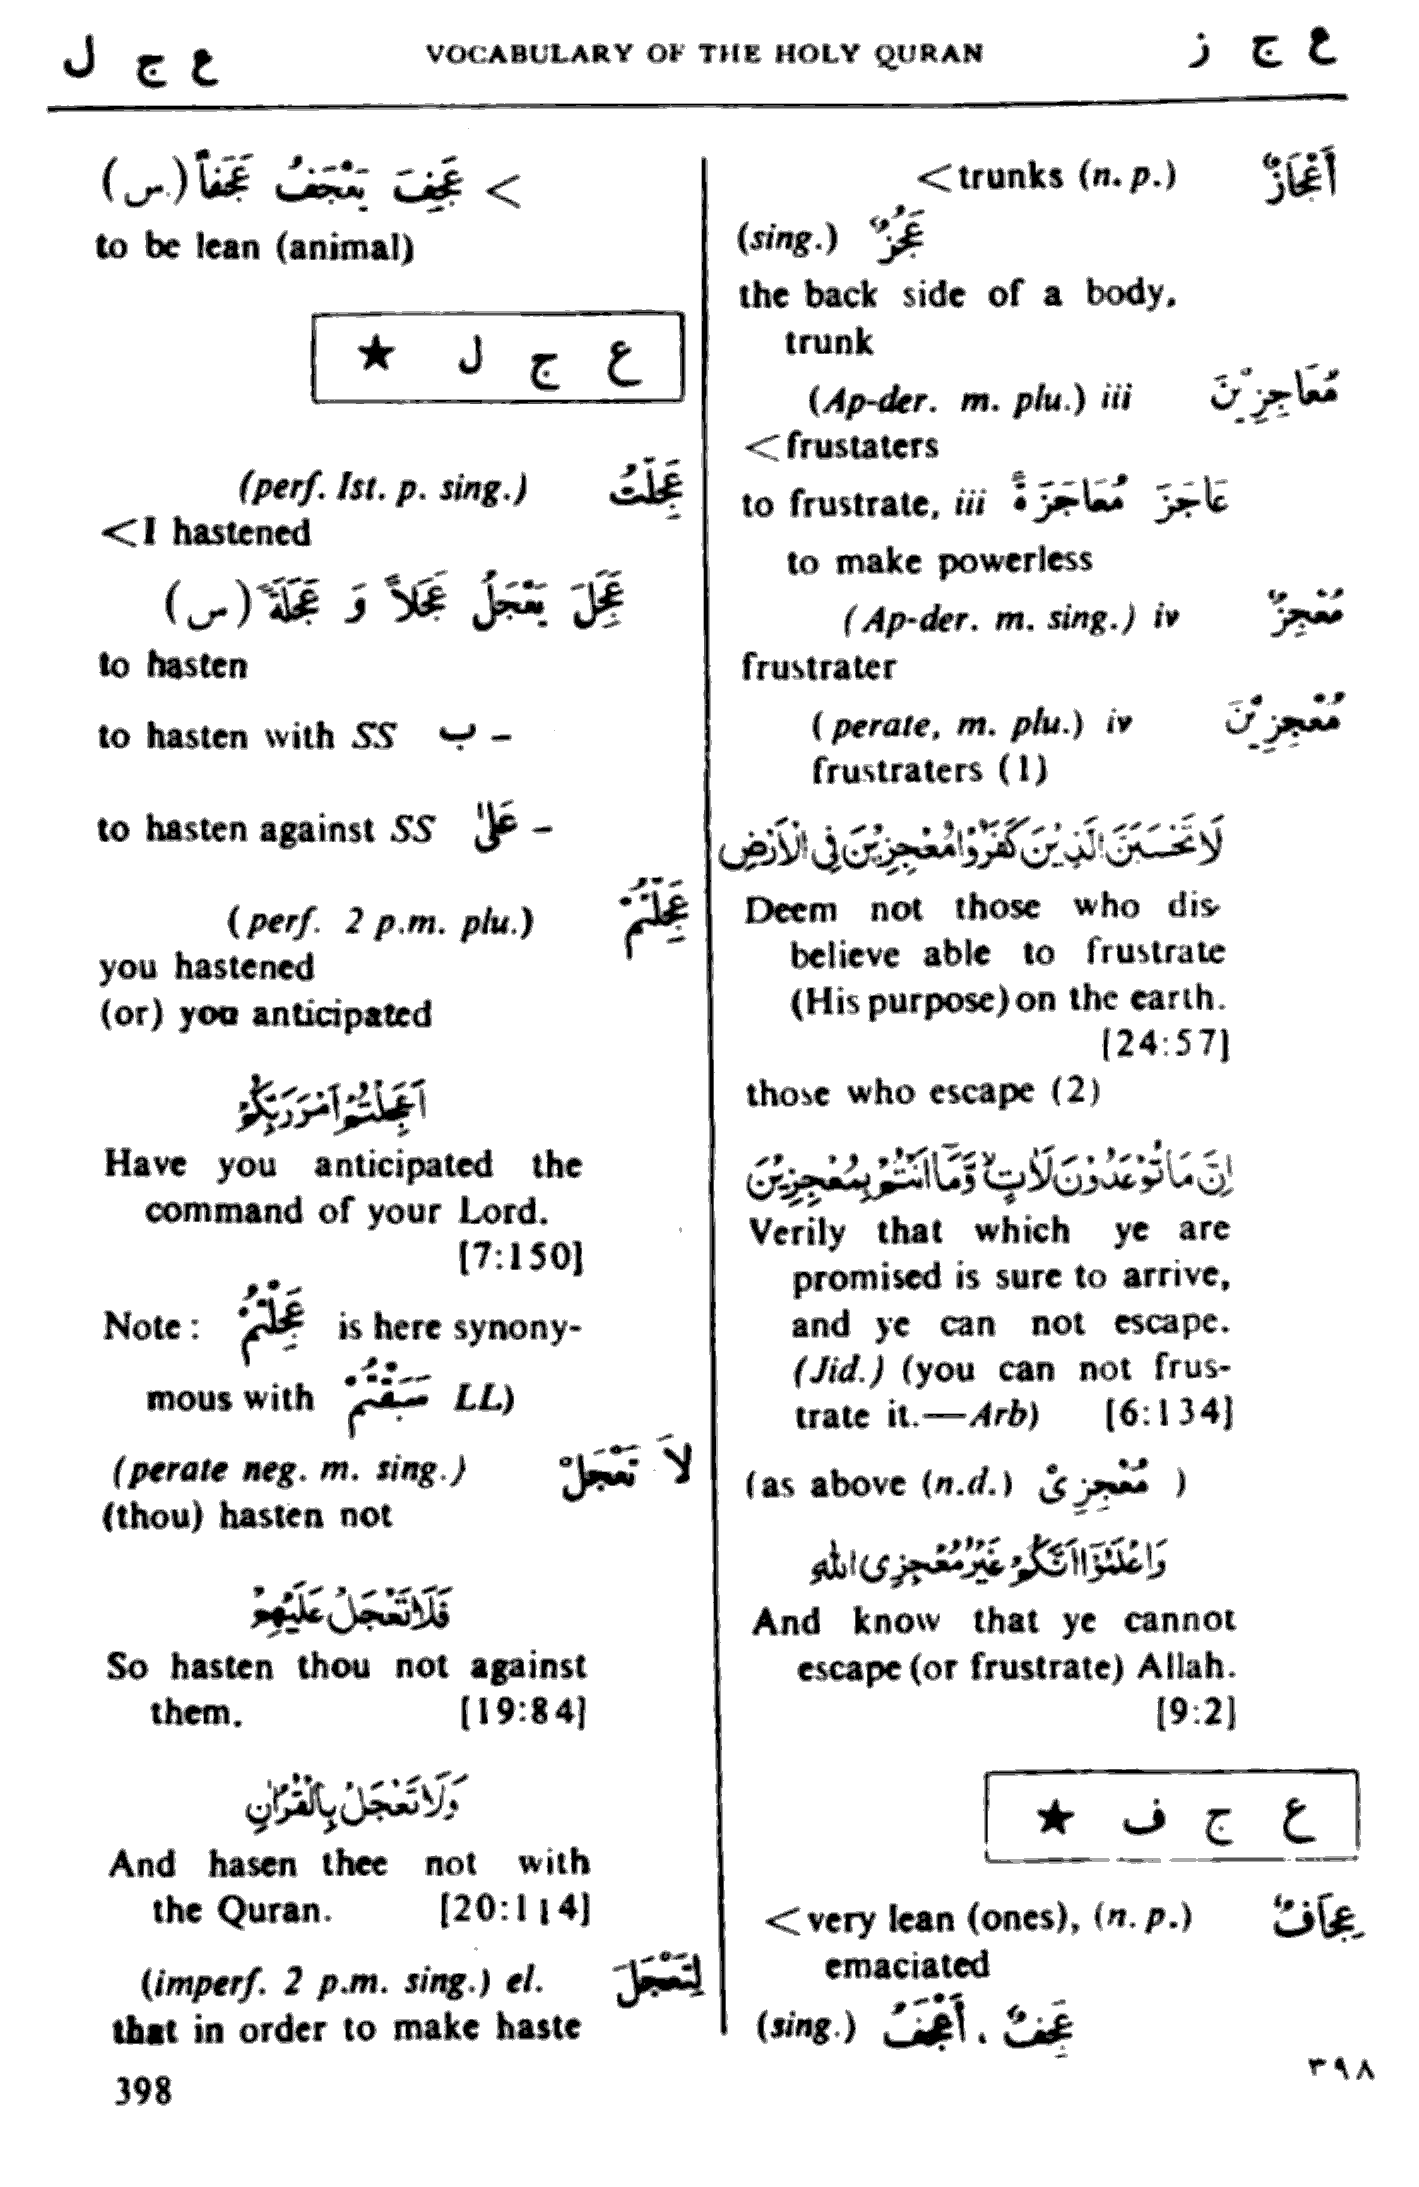 ع ج ل VOCABULARY OF THE HOLY QURAN ع ج ز
أَعْجَازٌ trunks (n. p.)>
(sing.) عَجُزٌ
the back side of a body,
trunk
(Ap-der. m. plu.) iii مُعَاجِزِيْنَ
<frustaters
to frustrate, iii عَاجَزَ مُعَاجَزَةً
to make powerless
(Ap-der. m. sing.) iv مُعْجِزٌ
frustrater
(perate, m. plu.) iv مُعْجِزِيْنَ
frustraters (1)
لَا تَحْسَبَنَّ الَّذِيْنَ كَفَرُوْا مُعْجِزِيْنَ فِي الْاَرْضِ
Deem not those who dis-
believe able to frustrate
(His purpose) on the earth.
[24:57]
those who escape (2)
اِنَّ مَا تُوْعَدُوْنَ لَاٰتٍ وَّمَآ اَنْتُمْ بِمُعْجِزِيْنَ
Verily that which ye are
promised is sure to arrive,
and ye can not escape.
(Jid.) (you can not frus-
trate it.—Arb) [6:134]
(as above (n.d.) مُعْجِزِىْ )
وَاعْلَمُوْٓا اَنَّكُمْ غَيْرُ مُعْجِزِى اللهِ
And know that ye cannot
escape (or frustrate) Allah.
[9:2]
ع ج ف ★
<very lean (ones), (n. p.) عِجَافٌ
emaciated
(sing.) عَجِفٌ ، أَعْجَفُ
٣٩٨
< عَجِفَ يَعْجَفُ عَجَفاً (س)
to be lean (animal)
ع ج ل ★
(perf. Ist. p. sing.) عَجِلْتُ
<I hastened
عَجِلَ يَعْجَلُ عَجَلاً وَ عَجَلَةً (س)
to hasten
to hasten with SS ب -
to hasten against SS عَلىٰ -
(perf. 2 p.m. plu.) عَجِلْتُمْ
you hastened
(or) you anticipated
اَعَجِلْتُمْ اَمْرَ رَبِّكُمْ
Have you anticipated the
command of your Lord.
[7:150]
Note : عَجِلْتُمْ is here synony-
mous with سَبَقْتُمْ LL)
(perate neg. m. sing.) لاَ تَعْجَلْ
(thou) hasten not
فَلَا تَعْجَلْ عَلَيْهِمْ
So hasten thou not against
them. [19:84]
وَلَا تَعْجَلْ بِالْقُرْاٰنِ
And hasen thee not with
the Quran. [20:114]
(imperf. 2 p.m. sing.) el. لِتَعْجَلَ
that in order to make haste
398